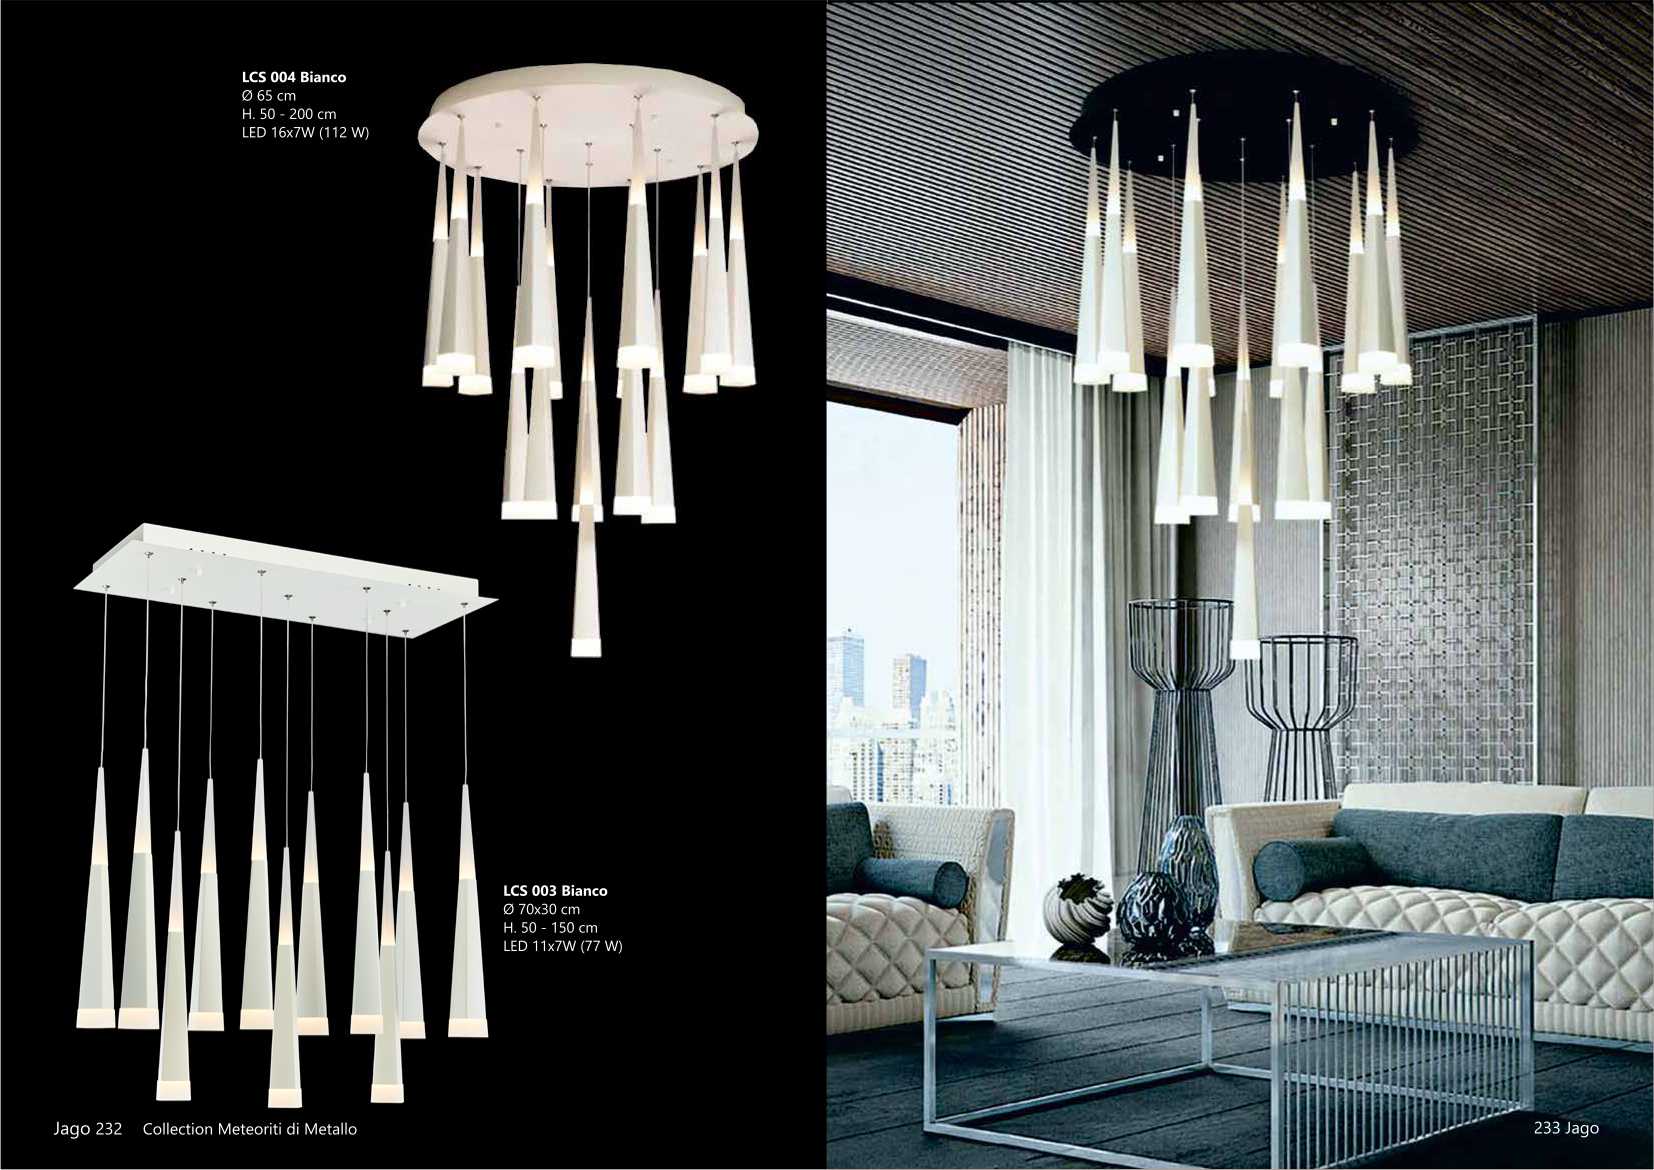 LCS 004 Bianco
Ø 65 cm
H. 50 - 200 cm
LED 16x7W (112 W)
LCS 003 Bianco
Ø 70x30 cm
H. 50 - 150 cm
LED 11x7W (77 W)
Jago 232 Collection Meteoriti di Metallo
233 Jago